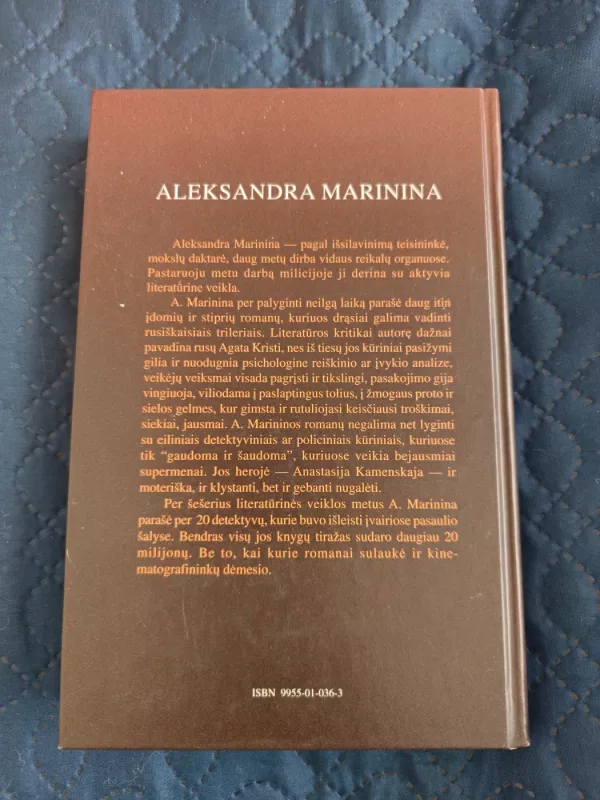 ALEKSANDRA MARININA
Aleksandra Marinina — pagal išsilavinimą teisininkė,
mokslų daktarė, daug metų dirba vidaus reikalų organuose.
Pastaruoju metu darbą milicijoje ji derina su aktyvia
literatūrine veikla.
A. Marinina per palyginti neilgą laiką parašė daug itin
įdomių ir stiprių romanų, kuriuos drąsiai galima vadinti
rusiškaisiais trileriais. Literatūros kritikai autorę dažnai
pavadina rusų Agata Kristi, nes iš tiesų jos kūriniai pasižymi
gilia ir nuodugnia psichologine reiškinio ar įvykio analize,
veikėjų veiksmai visada pagrįsti ir tikslingi, pasakojimo gija
vingiuoja, viliodama į paslaptingus tolius, į žmogaus proto ir
sielos gelmes, kur gimsta ir rutuliojasi keisčiausi troškimai,
siekiai, jausmai. A. Marininos romanų negalima net lyginti
su eiliniais detektyviniais ar policiniais kūriniais, kuriuose
tik “gaudoma ir šaudoma”, kuriuose veikia bejausmiai
supermenai. Jos herojė — Anastasija Kamenskaja — ir
moteriška, ir klystanti, bet ir gebanti nugalėti.
Per šešerius literatūrinės veiklos metus A. Marinina
parašė per 20 detektyvų, kurie buvo išleisti įvairiose pasaulio
šalyse. Bendras visų jos knygų tiražas sudaro daugiau 20
milijonų. Be to, kai kurie romanai sulaukė ir kine-
matografininkų dėmesio.
ISBN 9955-01-036-3